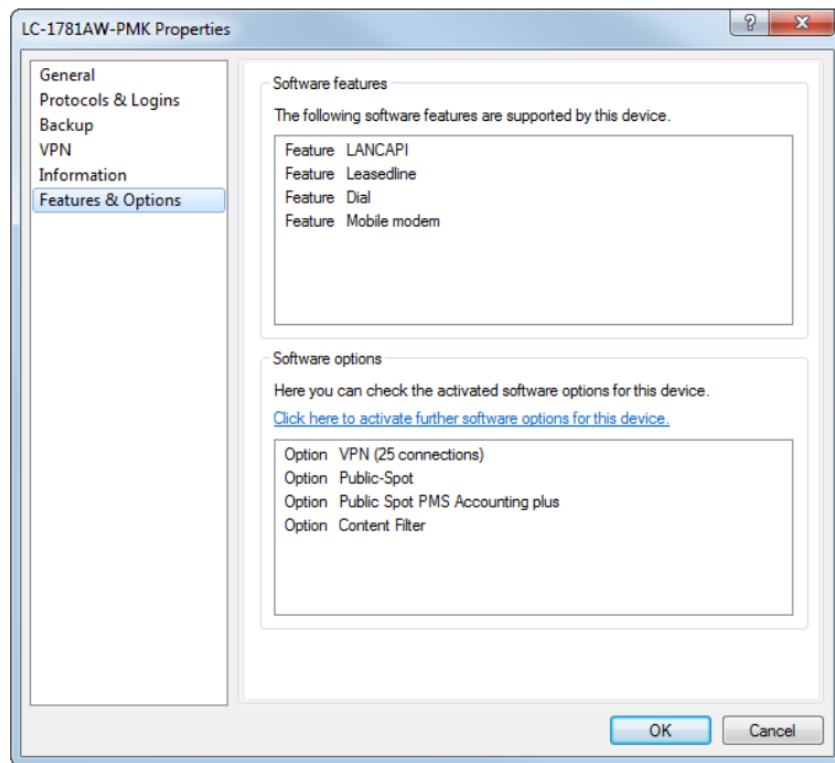 LC-1781AW-PMK Properties
General
Protocols & Logins
Backup
VPN
Information
Features & Options
Software features
The following software features are supported by this device.
Feature LANCAPI
Feature Leasedline
Feature Dial
Feature Mobile modem
Software options
Here you can check the activated software options for this device.
Click here to activate further software options for this device.
Option VPN (25 connections)
Option Public-Spot
Option Public Spot PMS Accounting plus
Option Content Filter
OK Cancel